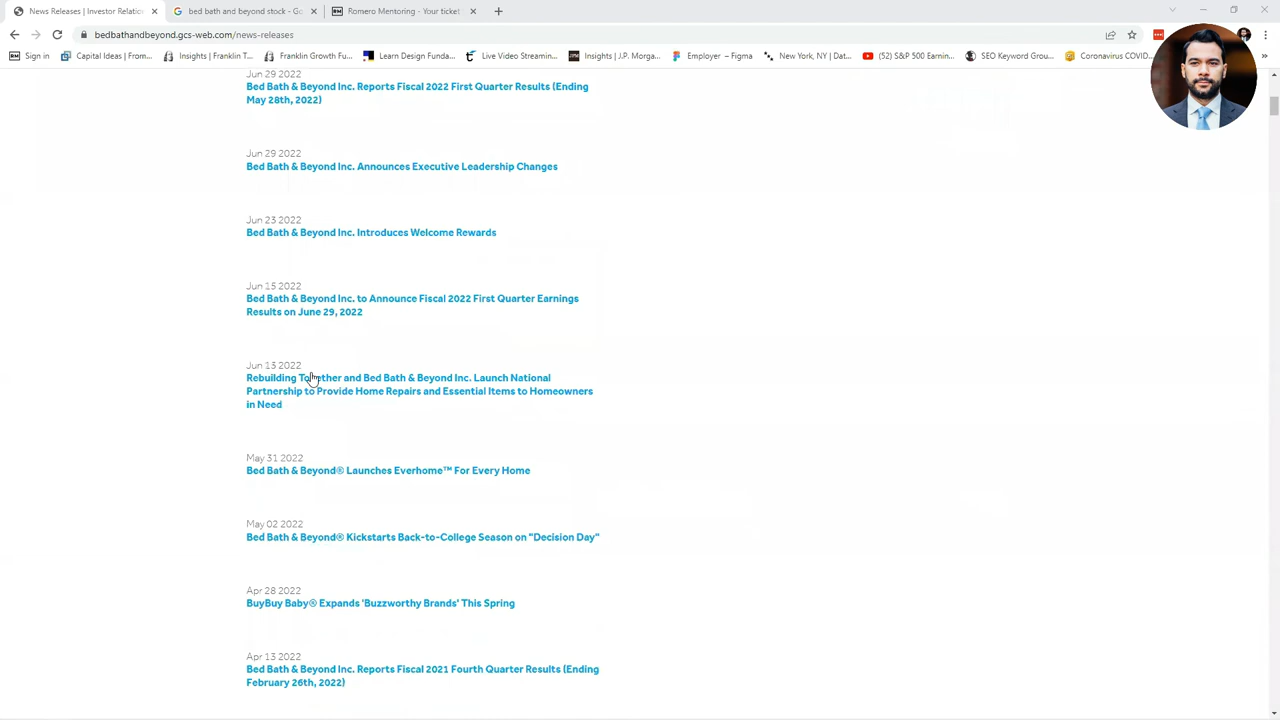 News Releases | Investor Relatio
bed bath and beyond stock - Go
Romero Mentoring - Your ticket
bedbathandbeyond.gcs-web.com/news-releases
Sign in
Capital Ideas | From...
Insights | Franklin T...
Franklin Growth Fu...
Learn Design Funda...
Live Video Streamin...
Insights | J.P. Morga...
Employer – Figma
New York, NY | Dat...
(52) S&P 500 Earnin...
SEO Keyword Grou...
Coronavirus COVID...
»
Jun 29 2022
Bed Bath & Beyond Inc. Reports Fiscal 2022 First Quarter Results (Ending
May 28th, 2022)
Jun 29 2022
Bed Bath & Beyond Inc. Announces Executive Leadership Changes
Jun 23 2022
Bed Bath & Beyond Inc. Introduces Welcome Rewards
Jun 15 2022
Bed Bath & Beyond Inc. to Announce Fiscal 2022 First Quarter Earnings
Results on June 29, 2022
Jun 13 2022
Rebuilding Together and Bed Bath & Beyond Inc. Launch National
Partnership to Provide Home Repairs and Essential Items to Homeowners
in Need
May 31 2022
Bed Bath & Beyond® Launches Everhome™ For Every Home
May 02 2022
Bed Bath & Beyond® Kickstarts Back-to-College Season on "Decision Day"
Apr 28 2022
BuyBuy Baby® Expands 'Buzzworthy Brands' This Spring
Apr 13 2022
Bed Bath & Beyond Inc. Reports Fiscal 2021 Fourth Quarter Results (Ending
February 26th, 2022)